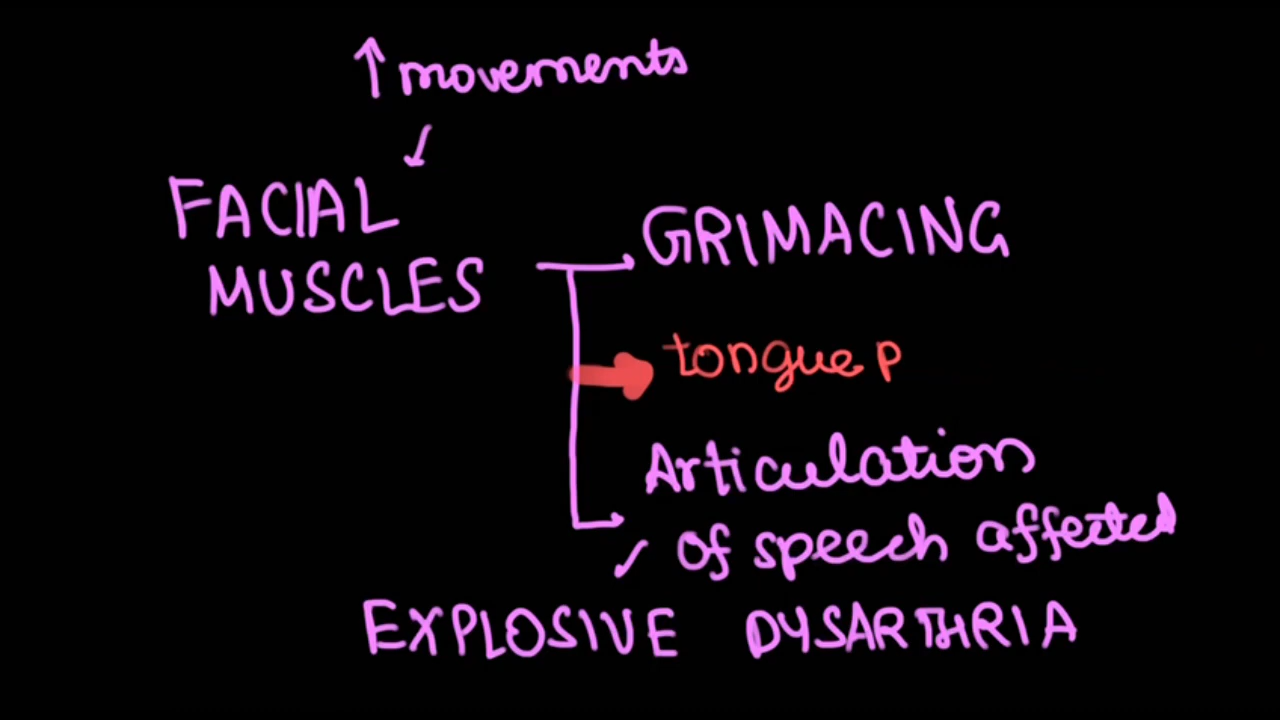 ↑ movements
FACIAL
MUSCLES
GRIMACING
tongue p
Articulation
of speech affected
EXPLOSIVE DYSARTHRIA